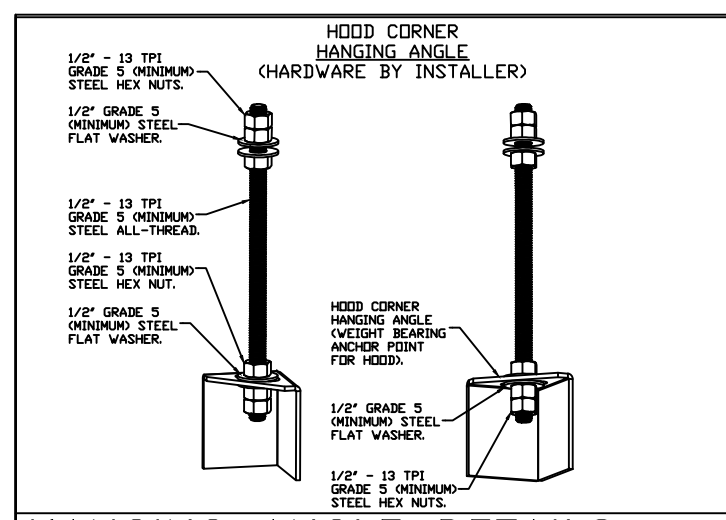 HOOD CORNER
HANGING ANGLE
(HARDWARE BY INSTALLER)
1/2" - 13 TPI
GRADE 5 (MINIMUM)
STEEL HEX NUTS.
1/2" GRADE 5
(MINIMUM) STEEL
FLAT WASHER.
1/2" - 13 TPI
GRADE 5 (MINIMUM)
STEEL ALL-THREAD.
1/2" - 13 TPI
GRADE 5 (MINIMUM)
STEEL HEX NUT.
1/2" GRADE 5
(MINIMUM) STEEL
FLAT WASHER.
HOOD CORNER
HANGING ANGLE
(WEIGHT BEARING
ANCHOR POINT
FOR HOOD).
1/2" GRADE 5
(MINIMUM) STEEL
FLAT WASHER.
1/2" - 13 TPI
GRADE 5 (MINIMUM)
STEEL HEX NUTS.